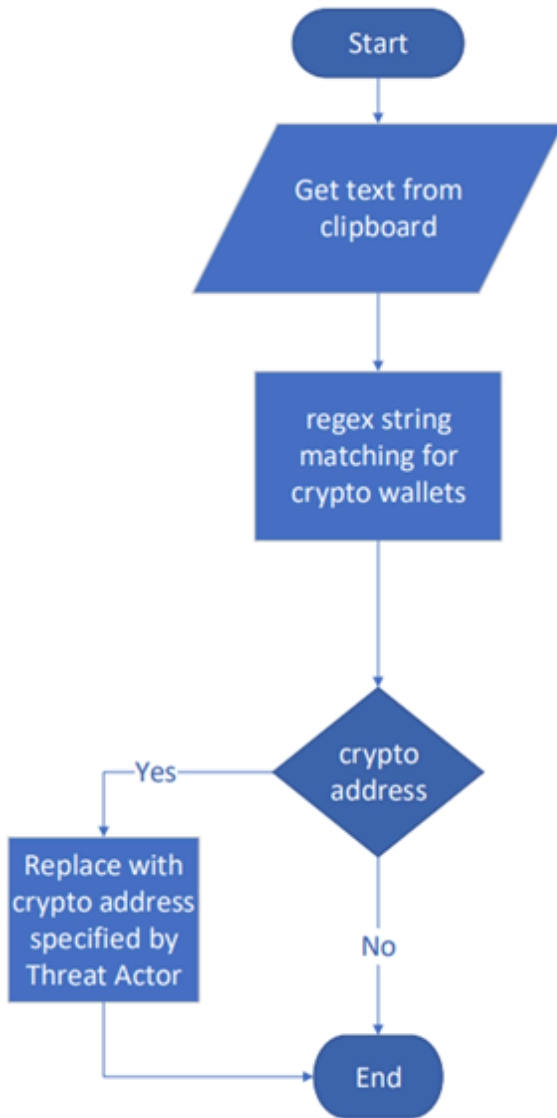 Start
Get text from
clipboard
regex string
matching for
crypto wallets
crypto
address
Yes
Replace with
crypto address
specified by
Threat Actor
No
End